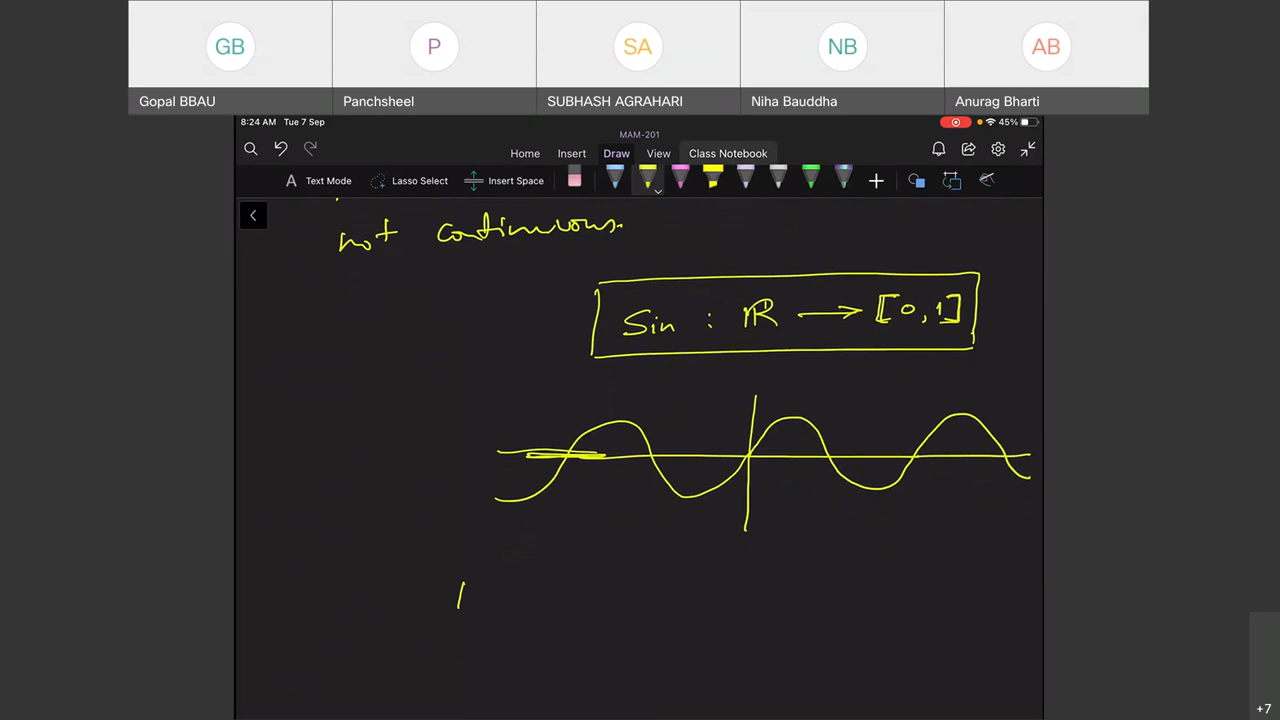 GB P SA NB AB
Gopal BBAU Panchsheel SUBHASH AGRAHARI Niha Bauddha Anurag Bharti
8:24 AM Tue 7 Sep 45%
MAM-201
Home Insert Draw View Class Notebook
A Text Mode Lasso Select Insert Space
not continuous.
Sin : ℝ → [0,1]
+7